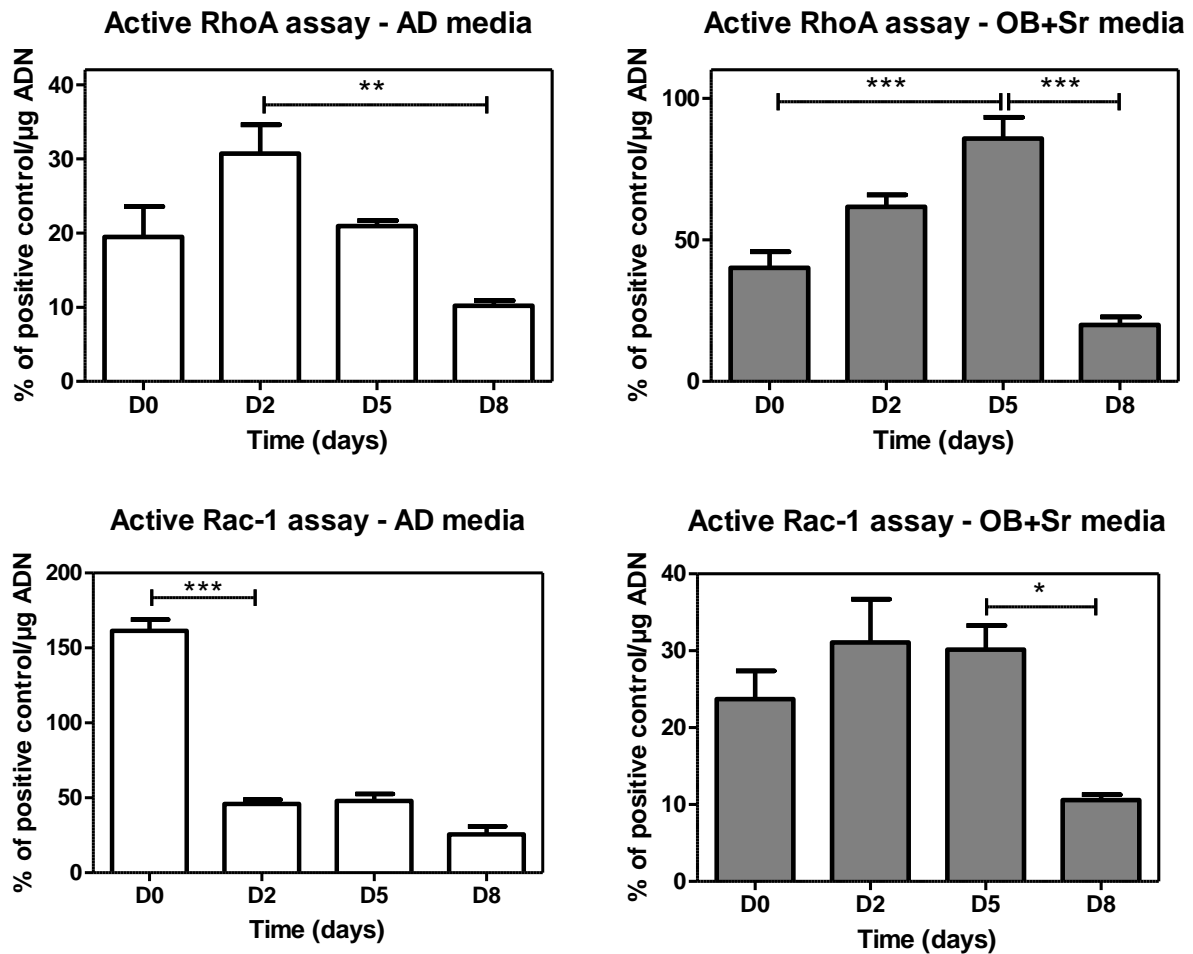 Active RhoA assay - AD media
% of positive control/µg ADN
40
30
20
10
0
**
D0 D2 D5 D8
Time (days)
Active RhoA assay - OB+Sr media
% of positive control/µg ADN
100
50
0
*** ***
D0 D2 D5 D8
Time (days)
Active Rac-1 assay - AD media
% of positive control/µg ADN
200
150
100
50
0
***
D0 D2 D5 D8
Time (days)
Active Rac-1 assay - OB+Sr media
% of positive control/µg ADN
40
30
20
10
0
*
D0 D2 D5 D8
Time (days)